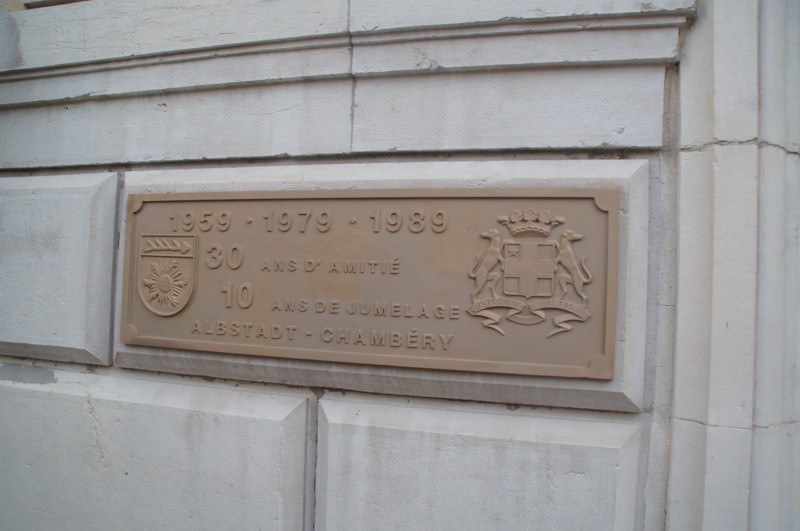 1959 - 1979 - 1989
30 ANS D' AMITIÉ
10 ANS DE JUMELAGE
ALBSTADT - CHAMBÉRY